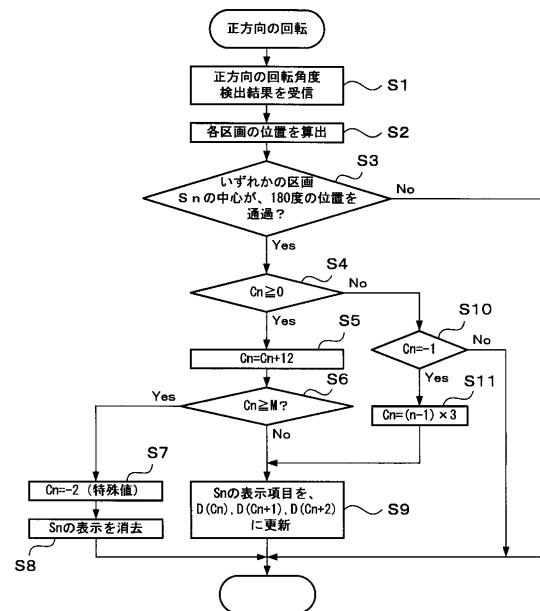 正方向の回転
正方向の回転角度
検出結果を受信
S1
各区画の位置を算出
S2
S3
いずれかの区画
Snの中心が、180度の位置を
通過？
No
Yes
S4
Cn≧0
No
Yes
S5
Cn=Cn+12
S10
Cn=-1
No
Yes
S6
Cn≧M？
Yes
No
S11
Cn=(n-1)×3
S7
Cn=-2（特殊値）
Snの表示を消去
S8
Snの表示項目を、
D(Cn),D(Cn+1),D(Cn+2)
に更新
S9